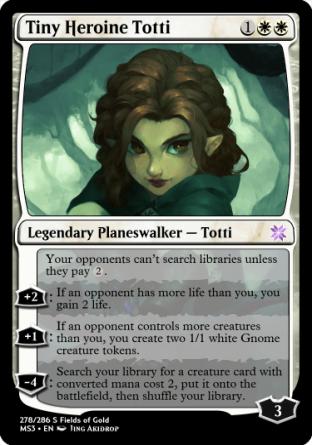 Tiny Heroine Totti 1
Legendary Planeswalker — Totti
Your opponents can't search libraries unless
they pay 2.
+2: If an opponent has more life than you, you
gain 2 life.
+1: If an opponent controls more creatures
than you, you create two 1/1 white Gnome
creature tokens.
-4: Search your library for a creature card with
converted mana cost 2, put it onto the
battlefield, then shuffle your library.
3
278/286 S Fields of Gold
MS3 • EN Jing Akidrop